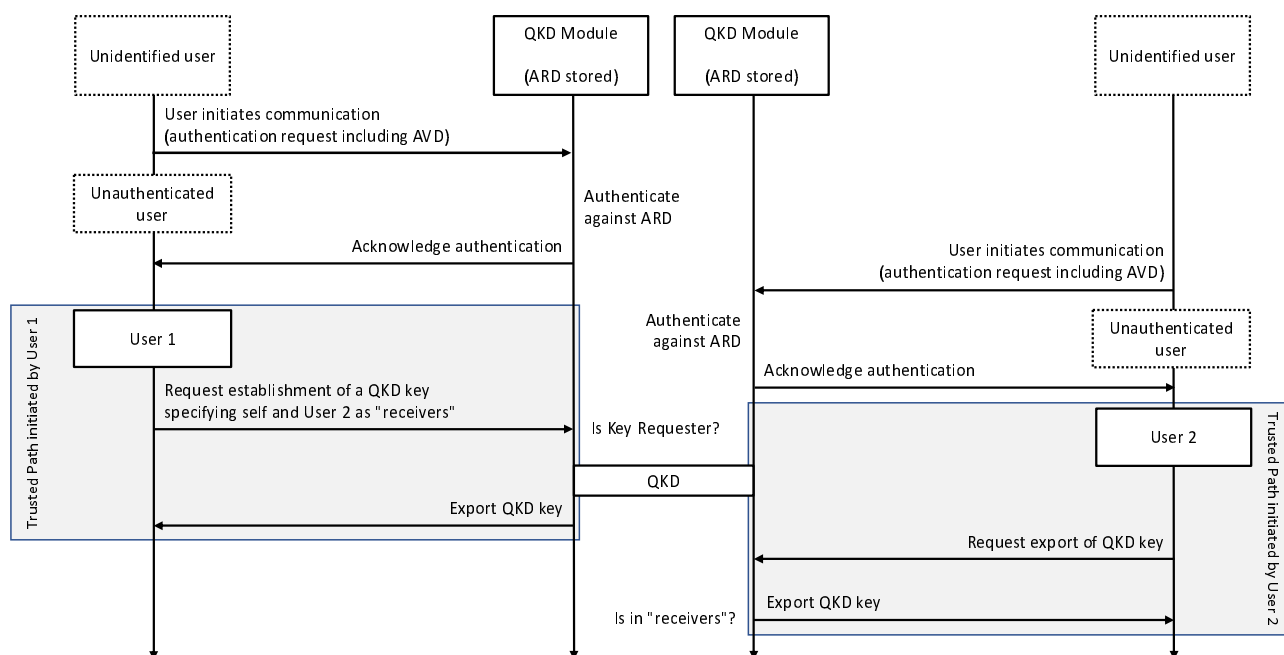 Unidentified user
QKD Module
(ARD stored)
QKD Module
(ARD stored)
Unidentified user
User initiates communication
(authentication request including AVD)
Unauthenticated
user
Authenticate
against ARD
Acknowledge authentication
User initiates communication
(authentication request including AVD)
Trusted Path initiated by User 1
User 1
Authenticate
against ARD
Unauthenticated
user
Acknowledge authentication
Request establishment of a QKD key
specifying self and User 2 as "receivers"
Is Key Requester?
User 2
Trusted Path initiated by User 2
QKD
Export QKD key
Request export of QKD key
Export QKD key
Is in "receivers"?